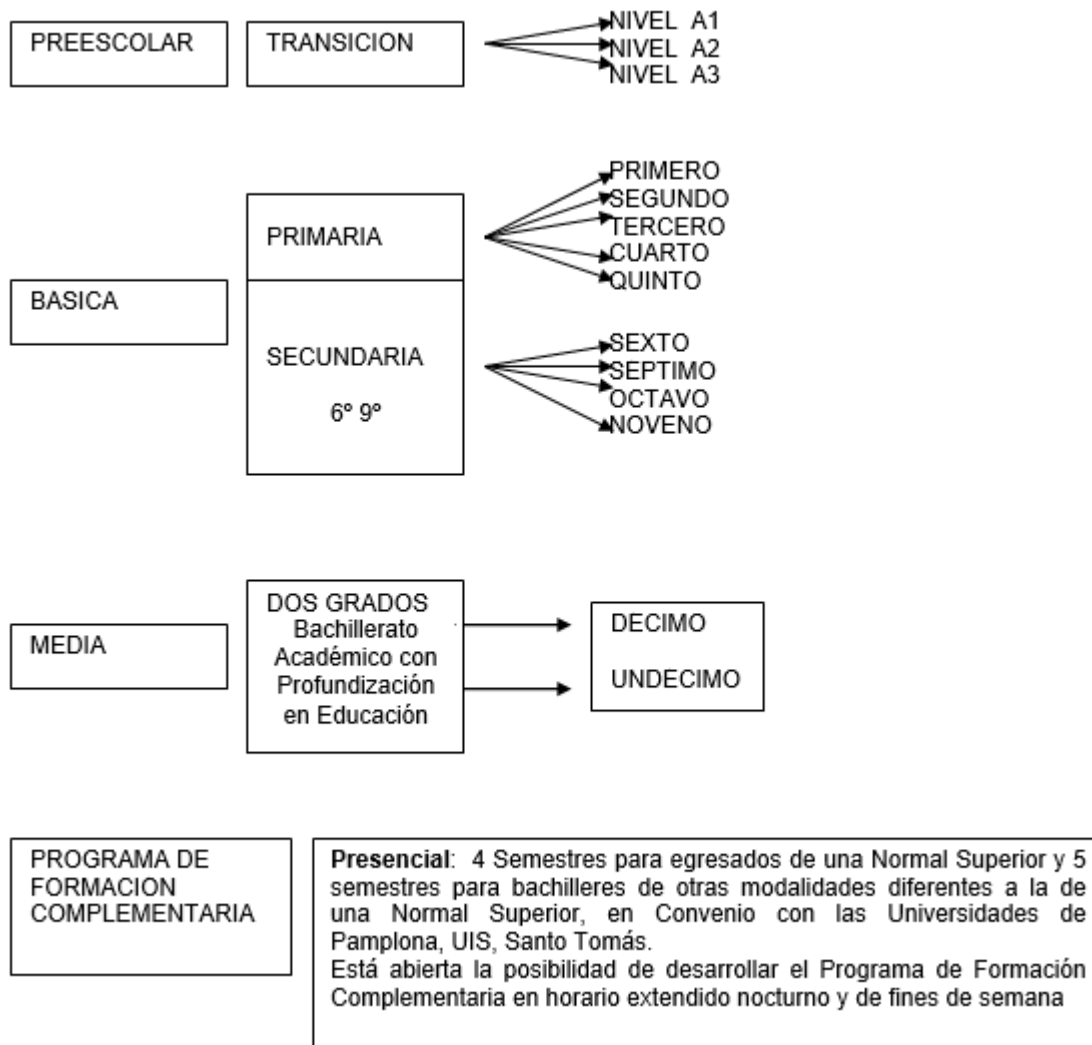 PREESCOLAR
TRANSICION
NIVEL A1
NIVEL A2
NIVEL A3
BASICA
PRIMARIA
PRIMERO
SEGUNDO
TERCERO
CUARTO
QUINTO
SECUNDARIA
6º 9º
SEXTO
SEPTIMO
OCTAVO
NOVENO
MEDIA
DOS GRADOS
Bachillerato
Académico con
Profundización
en Educación
DECIMO
UNDECIMO
PROGRAMA DE
FORMACION
COMPLEMENTARIA
Presencial: 4 Semestres para egresados de una Normal Superior y 5
semestres para bachilleres de otras modalidades diferentes a la de
una Normal Superior, en Convenio con las Universidades de
Pamplona, UIS, Santo Tomás.
Está abierta la posibilidad de desarrollar el Programa de Formación
Complementaria en horario extendido nocturno y de fines de semana